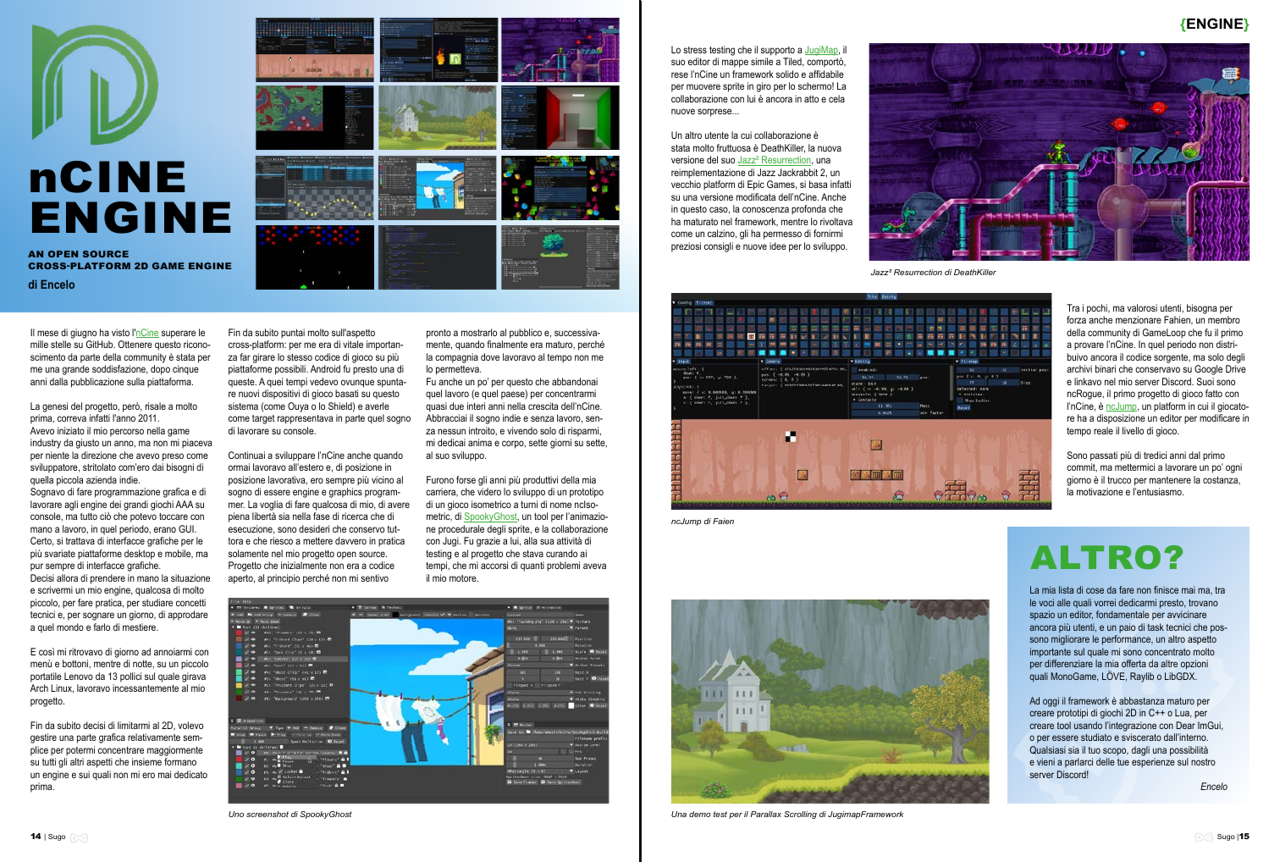 nCINE
ENGINE
AN OPEN SOURCE
CROSS-PLATFORM 2D GAME ENGINE
di Encelo
Il mese di giugno ha visto l'nCine superare le
mille stelle su GitHub. Ottenere questo ricono-
scimento da parte della community è stata per
me una grande soddisfazione, dopo cinque
anni dalla pubblicazione sulla piattaforma.
La genesi del progetto, però, risale a molto
prima, correva infatti l'anno 2011.
Avevo iniziato il mio percorso nella game
industry da giusto un anno, ma non mi piaceva
per niente la direzione che avevo preso come
sviluppatore, stritolato com'ero dai bisogni di
quella piccola azienda indie.
Sognavo di fare programmazione grafica e di
lavorare agli engine dei grandi giochi AAA su
console, ma tutto ciò che potevo toccare con
mano a lavoro, in quel periodo, erano GUI.
Certo, si trattava di interfacce grafiche per le
più svariate piattaforme desktop e mobile, ma
pur sempre di interfacce grafiche.
Decisi allora di prendere in mano la situazione
e scrivermi un mio engine, qualcosa di molto
piccolo, per fare pratica, per studiare concetti
tecnici e, per sognare un giorno, di approdare
a quel mondo e farlo di mestiere.
E così mi ritrovavo di giorno ad annoiarmi con
menù e bottoni, mentre di notte, su un piccolo
portatile Lenovo da 13 pollici sul quale girava
Arch Linux, lavoravo incessantemente al mio
progetto.
Fin da subito decisi di limitarmi al 2D, volevo
gestire una parte grafica relativamente sem-
plice per potermi concentrare maggiormente
su tutti gli altri aspetti che insieme formano
un engine e sui quali non mi ero mai dedicato
prima.
Fin da subito puntai molto sull'aspetto
cross-platform: per me era di vitale importan-
za far girare lo stesso codice di gioco su più
piattaforme possibili. Android fu presto una di
queste. A quei tempi vedevo ovunque spunta-
re nuovi dispositivi di gioco basati su questo
sistema (come Ouya o lo Shield) e averle
come target rappresentava in parte quel sogno
di lavorare su console.
Continuai a sviluppare l'nCine anche quando
ormai lavoravo all'estero e, di posizione in
posizione lavorativa, ero sempre più vicino al
sogno di essere engine e graphics program-
mer. La voglia di fare qualcosa di mio, di avere
piena libertà sia nella fase di ricerca che di
esecuzione, sono desideri che conservo tut-
tora e che riesco a mettere davvero in pratica
solamente nel mio progetto open source.
Progetto che inizialmente non era a codice
aperto, al principio perché non mi sentivo
pronto a mostrarlo al pubblico e, successiva-
mente, quando finalmente era maturo, perché
la compagnia dove lavoravo al tempo non me
lo permetteva.
Fu anche un po' per questo che abbandonai
quel lavoro (e quel paese) per concentrarmi
quasi due interi anni nella crescita dell'nCine.
Abbracciai il sogno indie e senza lavoro, sen-
za nessun introito, e vivendo solo di risparmi,
mi dedicai anima e corpo, sette giorni su sette,
al suo sviluppo.
Furono forse gli anni più produttivi della mia
carriera, che videro lo sviluppo di un prototipo
di un gioco isometrico a turni di nome ncIso-
metric, di SpookyGhost, un tool per l'animazio-
ne procedurale degli sprite, e la collaborazione
con Jugi. Fu grazie a lui, alla sua attività di
testing e al progetto che stava curando ai
tempi, che mi accorsi di quanti problemi aveva
il mio motore.
Uno screenshot di SpookyGhost
14 | Sugo
{ENGINE}
Lo stress testing che il supporto a JugiMap, il
suo editor di mappe simile a Tiled, comportò,
rese l'nCine un framework solido e affidabile
per muovere sprite in giro per lo schermo! La
collaborazione con lui è ancora in atto e cela
nuove sorprese...
Un altro utente la cui collaborazione è
stata molto fruttuosa è DeathKiller, la nuova
versione del suo Jazz² Resurrection, una
reimplementazione di Jazz Jackrabbit 2, un
vecchio platform di Epic Games, si basa infatti
su una versione modificata dell'nCine. Anche
in questo caso, la conoscenza profonda che
ha maturato nel framework, mentre lo rivoltava
come un calzino, gli ha permesso di fornirmi
preziosi consigli e nuove idee per lo sviluppo.
Jazz² Resurrection di DeathKiller
ncJump di Faien
Tra i pochi, ma valorosi utenti, bisogna per
forza anche menzionare Fahien, un membro
della community di GameLoop che fu il primo
a provare l'nCine. In quel periodo non distri-
buivo ancora il codice sorgente, ma solo degli
archivi binari che conservavo su Google Drive
e linkavo nel mio server Discord. Suoi sono
ncRogue, il primo progetto di gioco fatto con
l'nCine, è ncJump, un platform in cui il giocato-
re ha a disposizione un editor per modificare in
tempo reale il livello di gioco.
Sono passati più di tredici anni dal primo
commit, ma mettermici a lavorare un po' ogni
giorno è il trucco per mantenere la costanza,
la motivazione e l'entusiasmo.
Una demo test per il Parallax Scrolling di JugimapFramework
ALTRO?
La mia lista di cose da fare non finisce mai ma, tra
le voci alle quali vorrei dedicarmi presto, trovano
spazio un editor, fondamentale per avvicinare
ancora più utenti, e un paio di task tecnici che pos-
sono migliorare le performance, un altro aspetto
importante sul quale mi sono concentrato molto
per differenziare la mia offerta da altre opzioni
quali MonoGame, LÖVE, Raylib o LibGDX.
Ad oggi il framework è abbastanza maturo per
creare prototipi di giochi 2D in C++ o Lua, per
creare tool usando l'integrazione con Dear ImGui,
o per essere studiato e sviscerato dall'interno.
Qualsiasi sia il tuo scopo, dagli una possibilità
e vieni a parlarci delle tue esperienze sul nostro
server Discord!
Encelo
Sugo |15